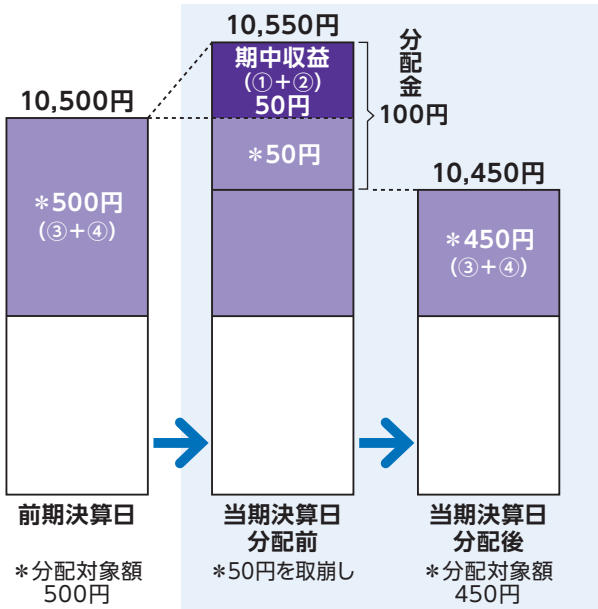 10,500円
＊500円
(③＋④)
前期決算日
＊分配対象額
500円
10,550円
期中収益
(①＋②)
50円
＊50円
分配金
100円
当期決算日
分配前
＊50円を取崩し
10,450円
＊450円
(③＋④)
当期決算日
分配後
＊分配対象額
450円